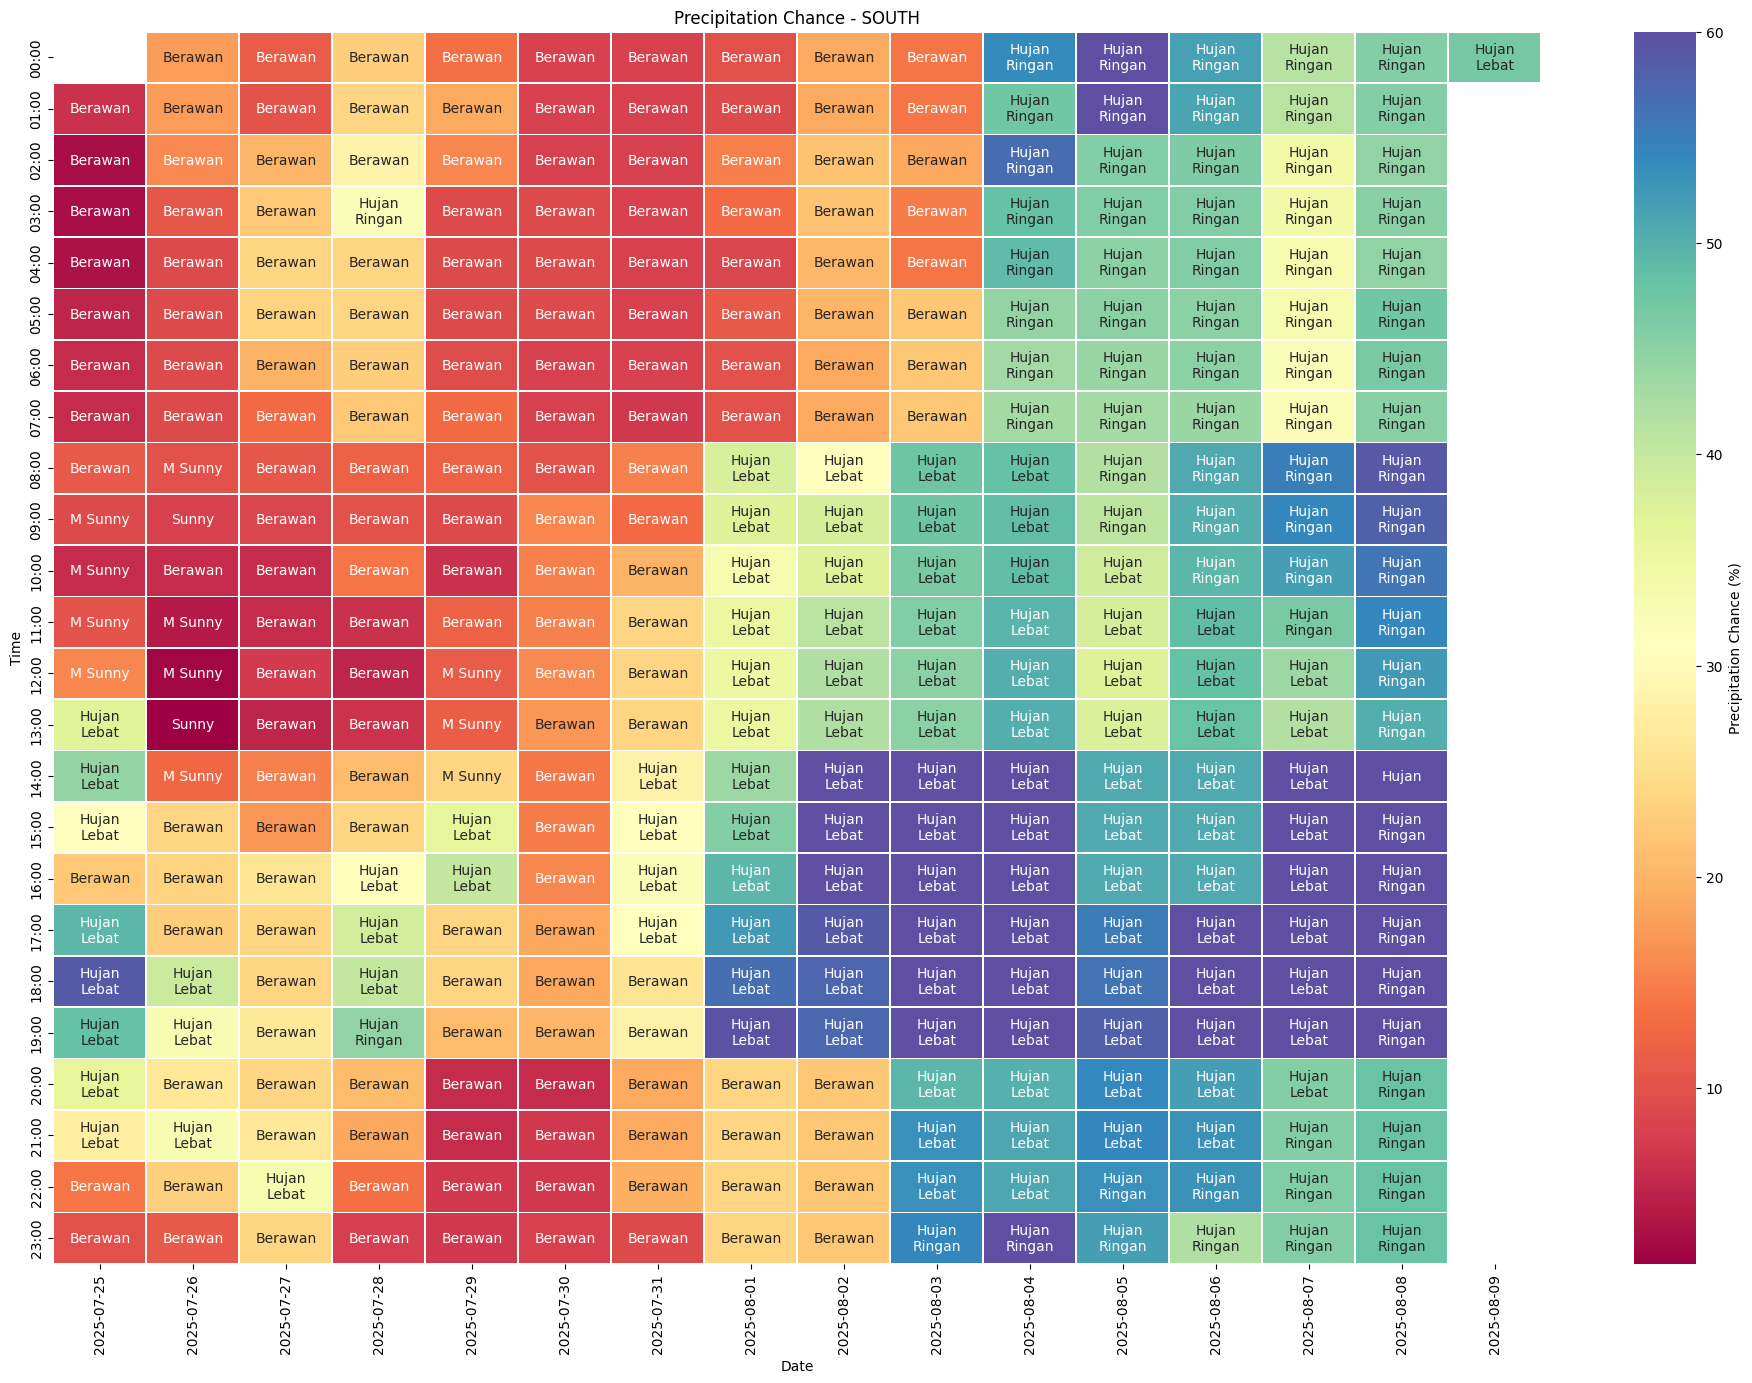 Precipitation Chance - SOUTH
00:00 Berawan Berawan Berawan Berawan Berawan Berawan Berawan Berawan Berawan Hujan Ringan Hujan Ringan Hujan Ringan Hujan Ringan Hujan Ringan Hujan Lebat
01:00 Berawan Berawan Berawan Berawan Berawan Berawan Berawan Berawan Berawan Berawan Hujan Ringan Hujan Ringan Hujan Ringan Hujan Ringan Hujan Ringan
02:00 Berawan Berawan Berawan Berawan Berawan Berawan Berawan Berawan Berawan Berawan Hujan Ringan Hujan Ringan Hujan Ringan Hujan Ringan Hujan Ringan
03:00 Berawan Berawan Berawan Hujan Ringan Berawan Berawan Berawan Berawan Berawan Berawan Hujan Ringan Hujan Ringan Hujan Ringan Hujan Ringan Hujan Ringan
04:00 Berawan Berawan Berawan Berawan Berawan Berawan Berawan Berawan Berawan Berawan Hujan Ringan Hujan Ringan Hujan Ringan Hujan Ringan Hujan Ringan
05:00 Berawan Berawan Berawan Berawan Berawan Berawan Berawan Berawan Berawan Berawan Hujan Ringan Hujan Ringan Hujan Ringan Hujan Ringan Hujan Ringan
06:00 Berawan Berawan Berawan Berawan Berawan Berawan Berawan Berawan Berawan Berawan Hujan Ringan Hujan Ringan Hujan Ringan Hujan Ringan Hujan Ringan
07:00 Berawan Berawan Berawan Berawan Berawan Berawan Berawan Berawan Berawan Berawan Hujan Ringan Hujan Ringan Hujan Ringan Hujan Ringan Hujan Ringan
08:00 Berawan M Sunny Berawan Berawan Berawan Berawan Berawan Hujan Lebat Hujan Lebat Hujan Lebat Hujan Lebat Hujan Ringan Hujan Ringan Hujan Ringan Hujan Ringan
09:00 M Sunny Sunny Berawan Berawan Berawan Berawan Berawan Hujan Lebat Hujan Lebat Hujan Lebat Hujan Lebat Hujan Ringan Hujan Ringan Hujan Ringan Hujan Ringan
10:00 M Sunny Berawan Berawan Berawan Berawan Berawan Berawan Hujan Lebat Hujan Lebat Hujan Lebat Hujan Lebat Hujan Lebat Hujan Ringan Hujan Ringan Hujan Ringan
11:00 M Sunny M Sunny Berawan Berawan Berawan Berawan Berawan Hujan Lebat Hujan Lebat Hujan Lebat Hujan Lebat Hujan Lebat Hujan Lebat Hujan Ringan Hujan Ringan
12:00 M Sunny M Sunny Berawan Berawan M Sunny Berawan Berawan Hujan Lebat Hujan Lebat Hujan Lebat Hujan Lebat Hujan Lebat Hujan Lebat Hujan Lebat Hujan Ringan
13:00 Hujan Lebat Sunny Berawan Berawan M Sunny Berawan Berawan Hujan Lebat Hujan Lebat Hujan Lebat Hujan Lebat Hujan Lebat Hujan Lebat Hujan Lebat Hujan Ringan
14:00 Hujan Lebat M Sunny Berawan Berawan M Sunny Berawan Hujan Lebat Hujan Lebat Hujan Lebat Hujan Lebat Hujan Lebat Hujan Lebat Hujan Lebat Hujan Lebat Hujan
15:00 Hujan Lebat Berawan Berawan Berawan Hujan Lebat Berawan Hujan Lebat Hujan Lebat Hujan Lebat Hujan Lebat Hujan Lebat Hujan Lebat Hujan Lebat Hujan Lebat Hujan Ringan
16:00 Berawan Berawan Berawan Hujan Lebat Hujan Lebat Berawan Hujan Lebat Hujan Lebat Hujan Lebat Hujan Lebat Hujan Lebat Hujan Lebat Hujan Lebat Hujan Lebat Hujan Ringan
17:00 Hujan Lebat Berawan Berawan Hujan Lebat Berawan Berawan Hujan Lebat Hujan Lebat Hujan Lebat Hujan Lebat Hujan Lebat Hujan Lebat Hujan Lebat Hujan Lebat Hujan Ringan
18:00 Hujan Lebat Hujan Lebat Berawan Hujan Lebat Berawan Berawan Berawan Hujan Lebat Hujan Lebat Hujan Lebat Hujan Lebat Hujan Lebat Hujan Lebat Hujan Lebat Hujan Ringan
19:00 Hujan Lebat Hujan Lebat Berawan Hujan Ringan Berawan Berawan Berawan Hujan Lebat Hujan Lebat Hujan Lebat Hujan Lebat Hujan Lebat Hujan Lebat Hujan Lebat Hujan Ringan
20:00 Hujan Lebat Berawan Berawan Berawan Berawan Berawan Berawan Berawan Berawan Hujan Lebat Hujan Lebat Hujan Lebat Hujan Lebat Hujan Lebat Hujan Ringan
21:00 Hujan Lebat Hujan Lebat Berawan Berawan Berawan Berawan Berawan Berawan Berawan Hujan Lebat Hujan Lebat Hujan Lebat Hujan Lebat Hujan Ringan Hujan Ringan
22:00 Berawan Berawan Hujan Lebat Berawan Berawan Berawan Berawan Berawan Berawan Hujan Lebat Hujan Lebat Hujan Ringan Hujan Ringan Hujan Ringan Hujan Ringan
23:00 Berawan Berawan Berawan Berawan Berawan Berawan Berawan Berawan Berawan Hujan Ringan Hujan Ringan Hujan Ringan Hujan Ringan Hujan Ringan Hujan Ringan
Time
2025-07-25 2025-07-26 2025-07-27 2025-07-28 2025-07-29 2025-07-30 2025-07-31 2025-08-01 2025-08-02 2025-08-03 2025-08-04 2025-08-05 2025-08-06 2025-08-07 2025-08-08 2025-08-09
Date
60
50
40
30
20
10
Precipitation Chance (%)